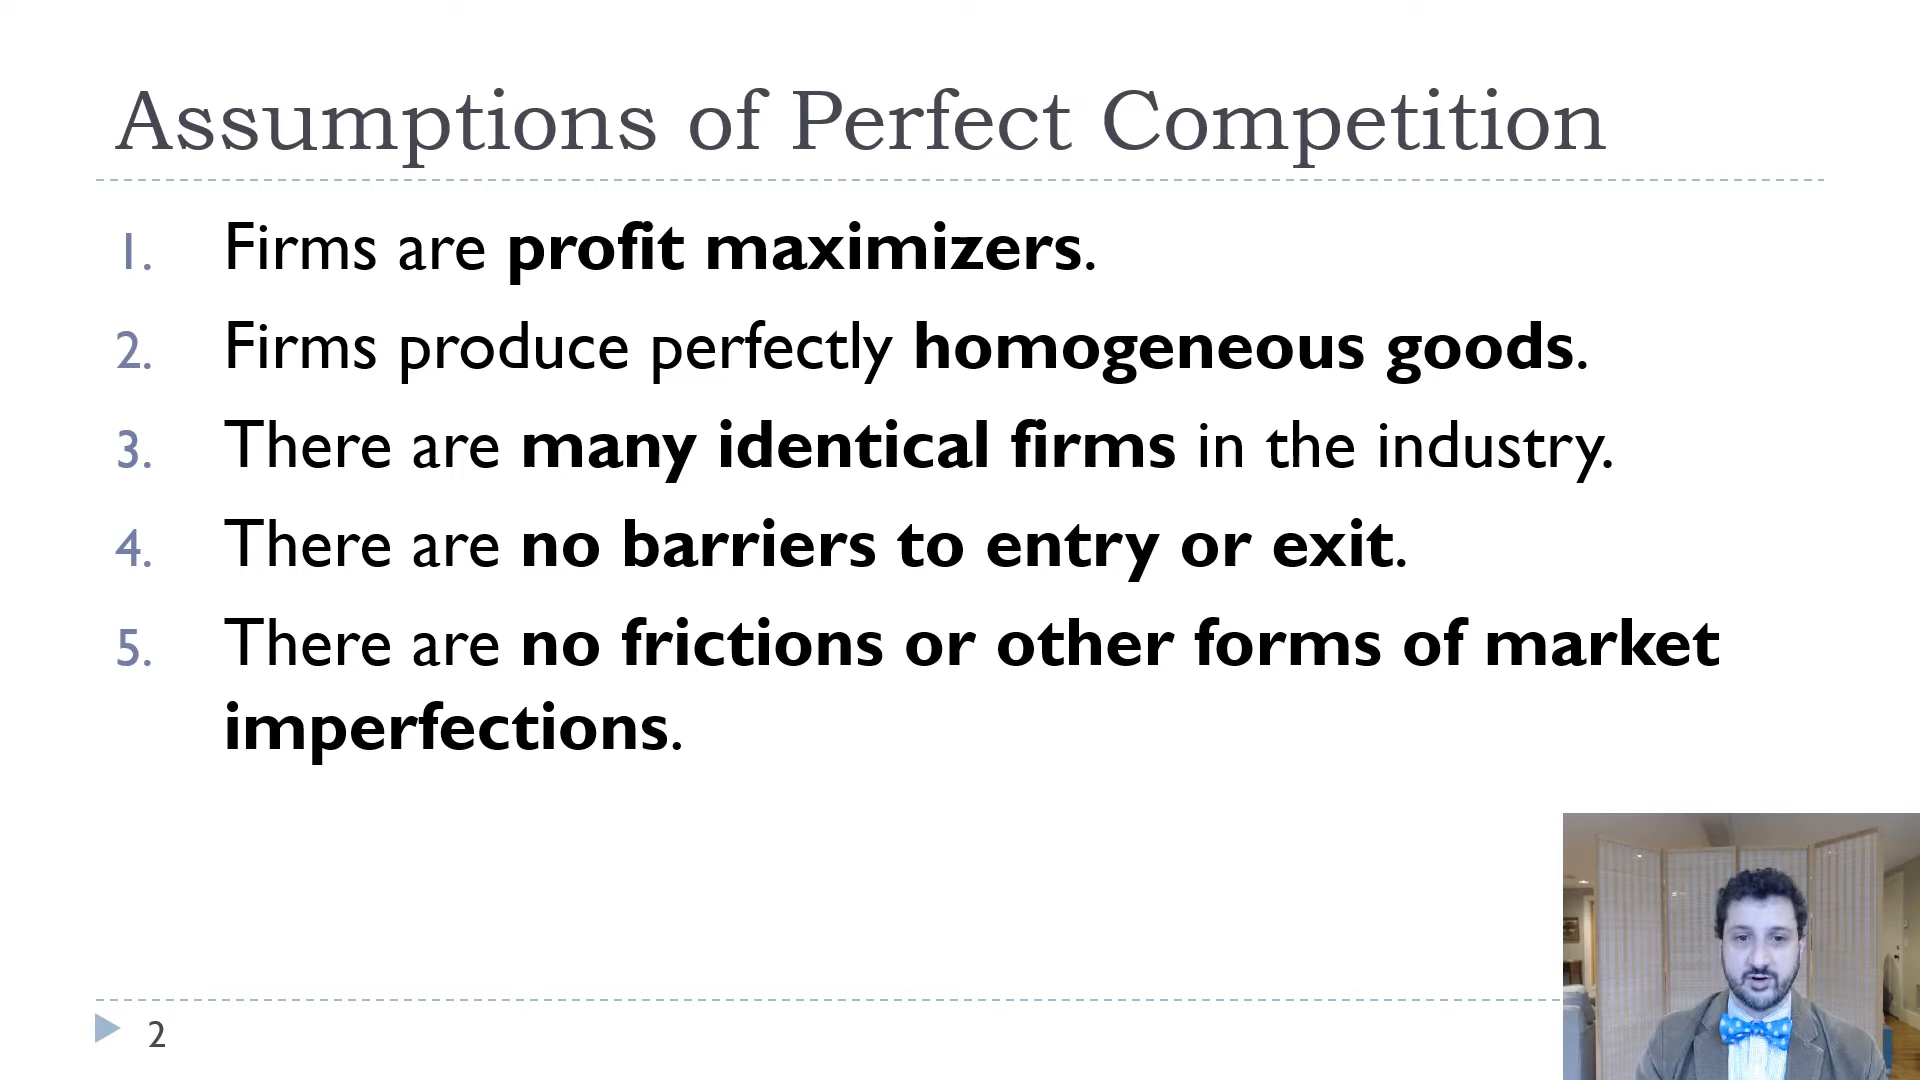 Assumptions of Perfect Competition
1. Firms are profit maximizers.
2. Firms produce perfectly homogeneous goods.
3. There are many identical firms in the industry.
4. There are no barriers to entry or exit.
5. There are no frictions or other forms of market
imperfections.
2